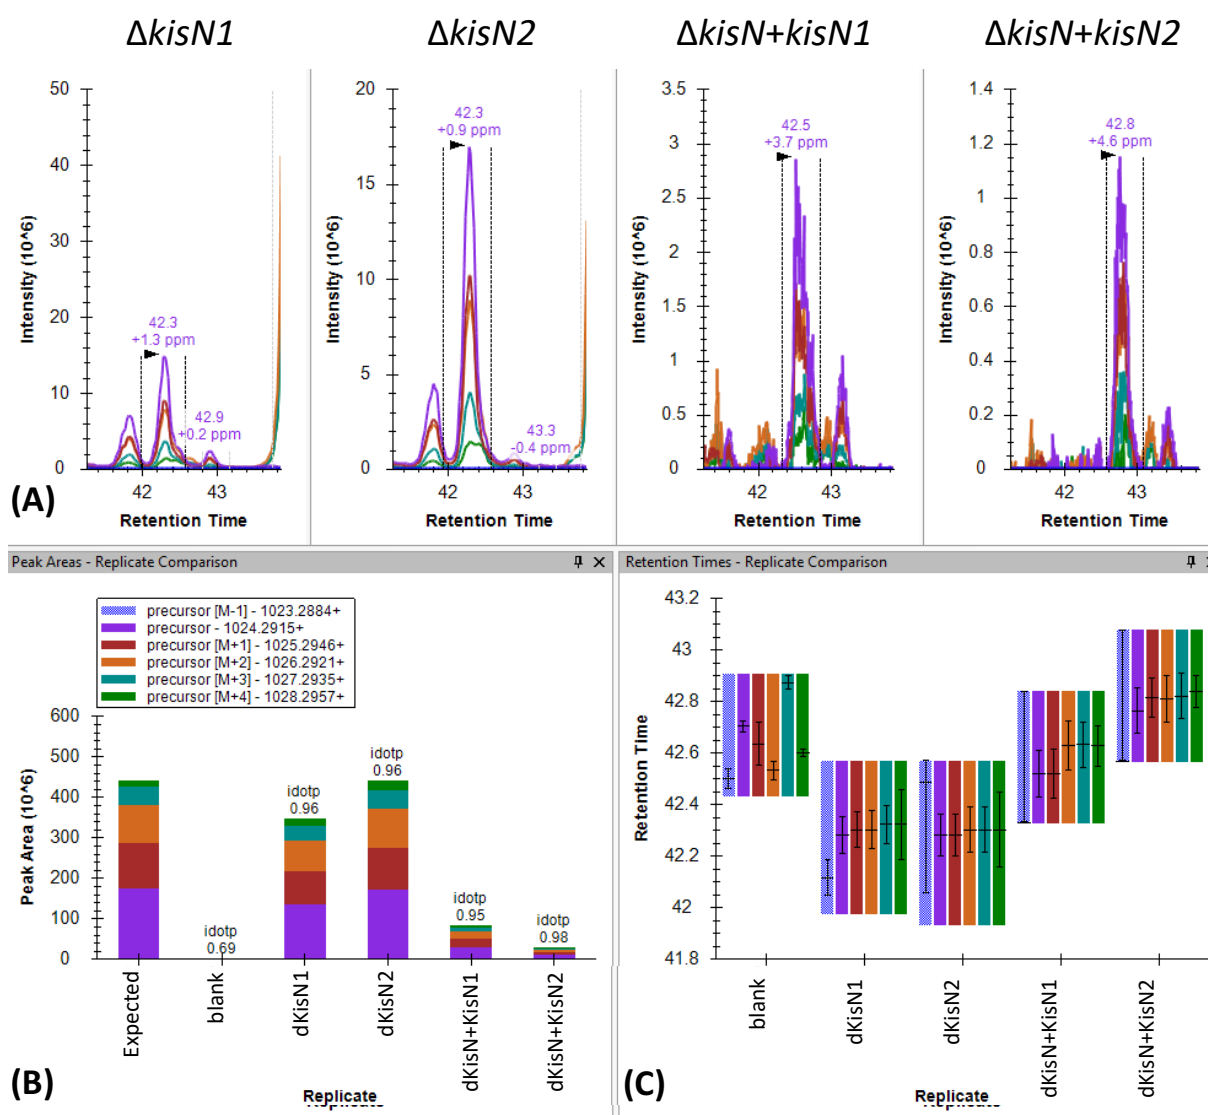 ΔkisN1
ΔkisN2
ΔkisN+kisN1
ΔkisN+kisN2
50
40
30
20
10
0
42.3
+1.3 ppm
42.9
+0.2 ppm
42
43
Intensity (10^6)
Retention Time
20
15
10
5
0
42.3
+0.9 ppm
43.3
-0.4 ppm
42
43
Intensity (10^6)
Retention Time
3.5
3
2.5
2
1.5
1
0.5
0
42.5
+3.7 ppm
42
43
Intensity (10^6)
Retention Time
1.4
1.2
1
0.8
0.6
0.4
0.2
0
42.8
+4.6 ppm
42
43
Intensity (10^6)
Retention Time
(A)
Peak Areas - Replicate Comparison
precursor [M-1] - 1023.2884+
precursor - 1024.2915+
precursor [M+1] - 1025.2946+
precursor [M+2] - 1026.2921+
precursor [M+3] - 1027.2935+
precursor [M+4] - 1028.2957+
600
500
400
300
200
100
0
Peak Area (10^6)
idotp
0.69
idotp
0.96
idotp
0.96
idotp
0.95
idotp
0.98
Expected
blank
dKisN1
dKisN2
dKisN+KisN1
dKisN+KisN2
Replicate
(B)
Retention Times - Replicate Comparison
43.2
43
42.8
42.6
42.4
42.2
42
41.8
Retention Time
blank
dKisN1
dKisN2
dKisN+KisN1
dKisN+KisN2
Replicate
(C)